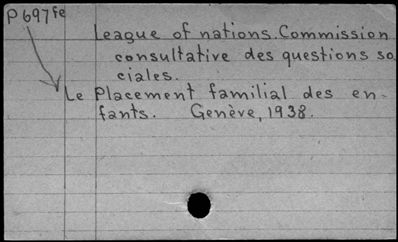 P697fe
League of nations. Commission
consultative des questions so
ciales.
Le Placement familial des en-
fants. Genève, 1938.